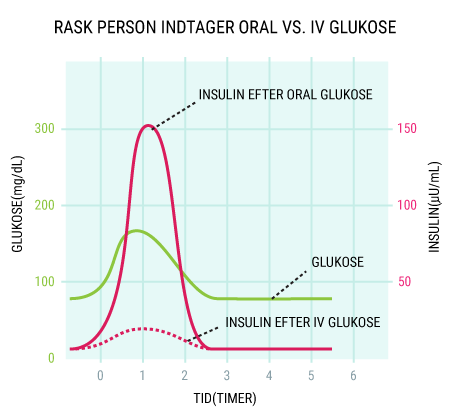 RASK PERSON INDTAGER ORAL VS. IV GLUKOSE
INSULIN EFTER ORAL GLUKOSE
300
150
200
100
GLUKOSE(mg/dL)
INSULIN(μU/mL)
GLUKOSE
100
50
INSULIN EFTER IV GLUKOSE
0
0 1 2 3 4 5 6
TID(TIMER)